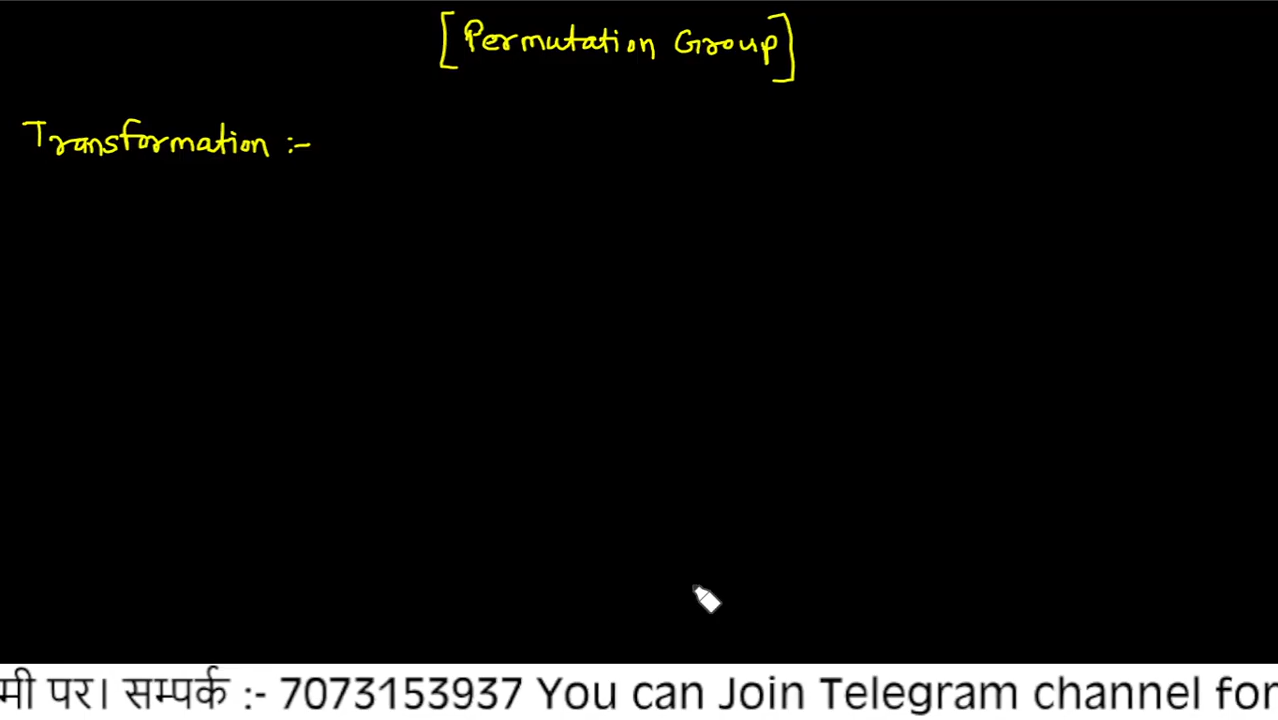 [Permutation Group]
Transformation :-
मी पर। सम्पर्क :- 7073153937 You can Join Telegram channel for